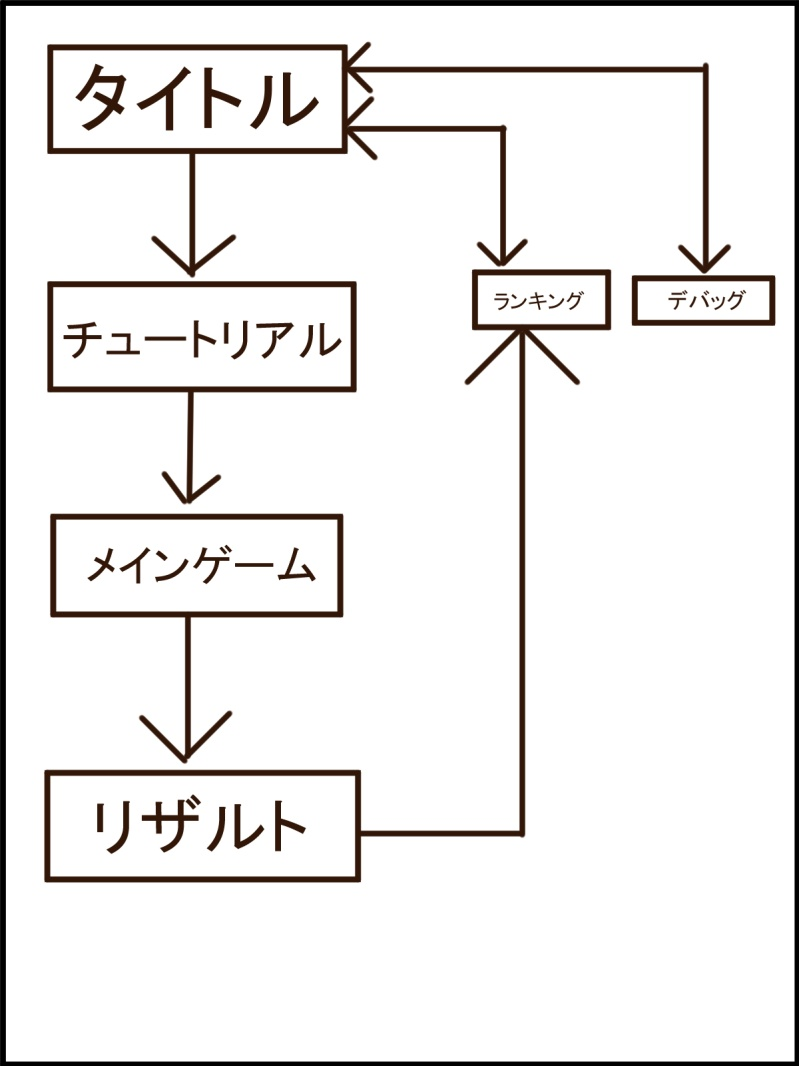 タイトル
ランキング
デバッグ
チュートリアル
メインゲーム
リザルト